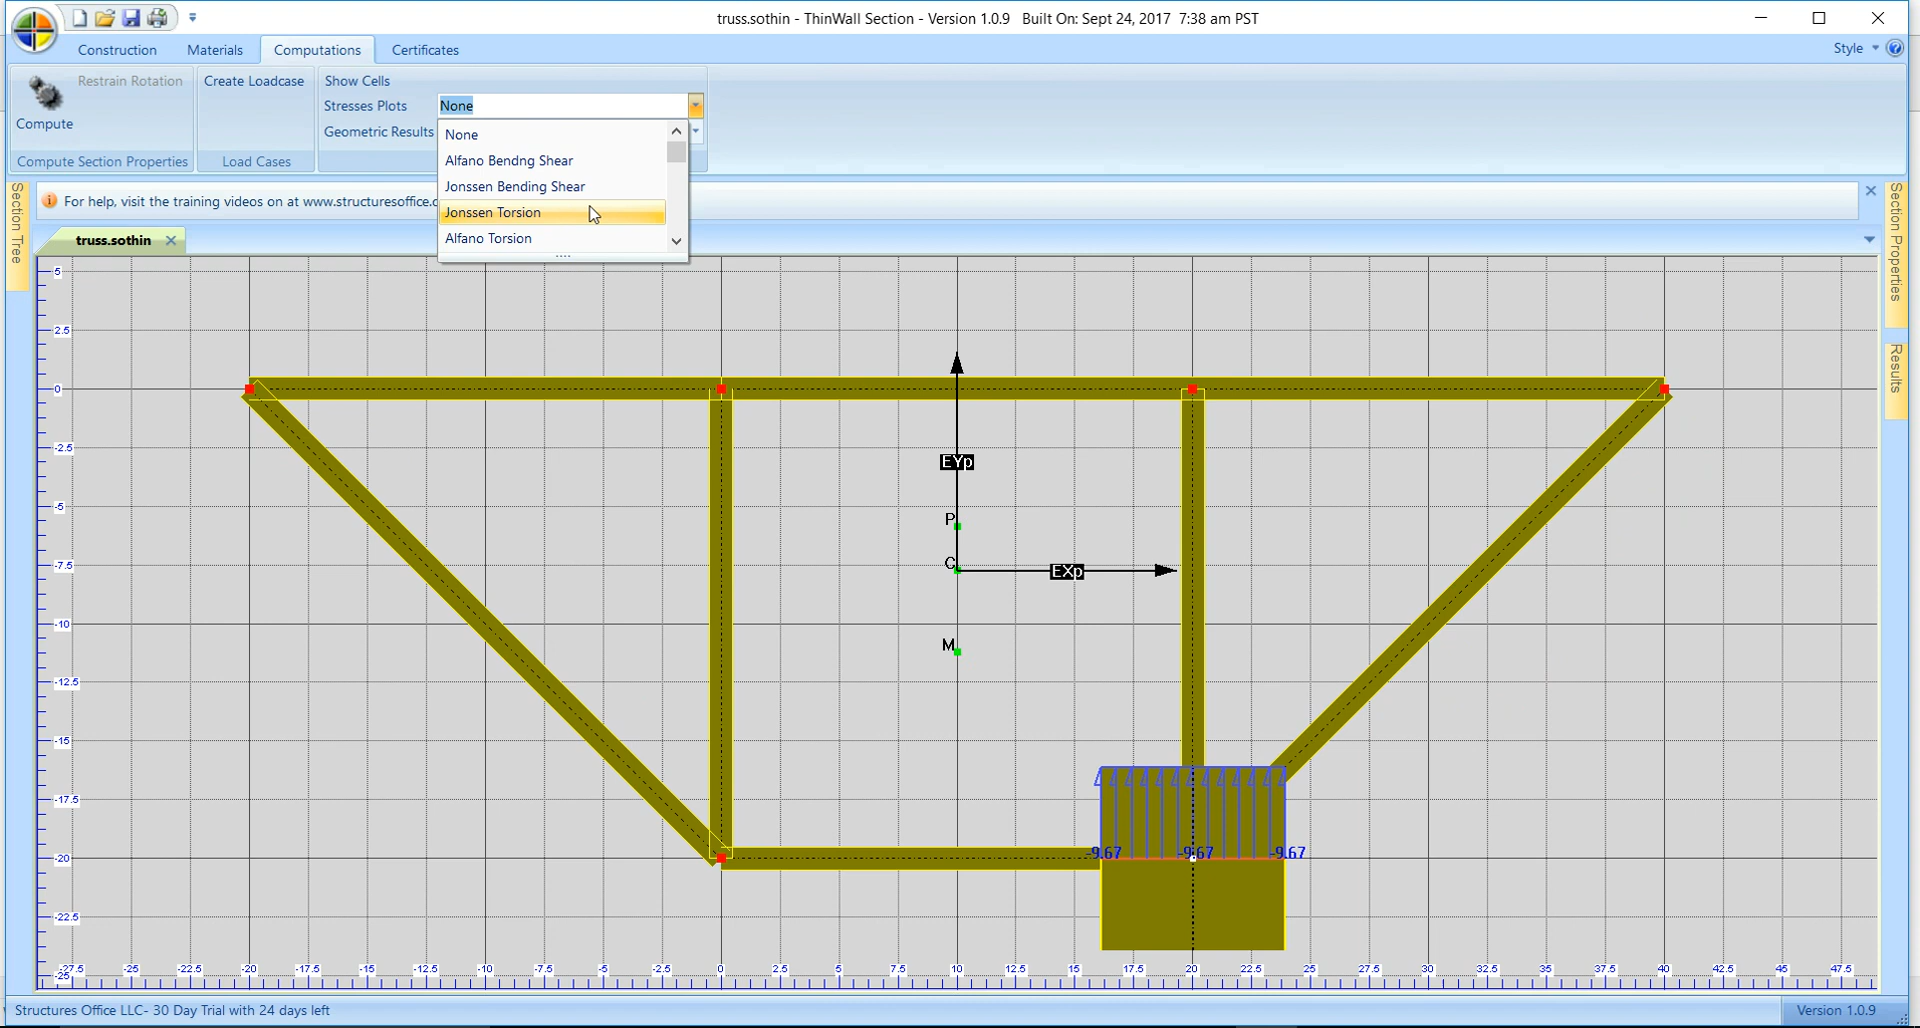 truss.sothin - ThinWall Section - Version 1.0.9   Built On: Sept 24, 2017  7:38 am PST
Construction
Materials
Computations
Certificates
Style
Restrain Rotation
Compute
Compute Section Properties
Create Loadcase
Load Cases
Show Cells
Stresses Plots
None
Geometric Results
None
Alfano Bendng Shear
Jonssen Bending Shear
Jonssen Torsion
Alfano Torsion
Section Tree
For help, visit the training videos on at www.structuresoffice.c
Section Properties
Results
truss.sothin
5
2.5
0
-2.5
-5
-7.5
-10
-12.5
-15
-17.5
-20
-22.5
-25
EYp
P
C
EXp
M
-9.67
-9.67
-9.67
-27.5
-25
-22.5
-20
-17.5
-15
-12.5
-10
-7.5
-5
-2.5
0
2.5
5
7.5
10
12.5
15
17.5
20
22.5
25
27.5
30
32.5
35
37.5
40
42.5
45
47.5
Structures Office LLC- 30 Day Trial with 24 days left
Version 1.0.9